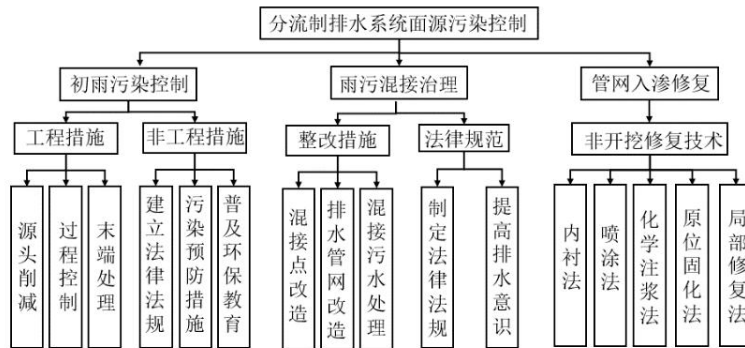 分流制排水系统面源污染控制
初雨污染控制
雨污混接治理
管网入渗修复
工程措施
非工程措施
整改措施
法律规范
非开挖修复技术
源头削减
过程控制
末端处理
建立法律法规
污染预防措施
普及环保教育
混接点改造
排水管网改造
混接污水处理
制定法律法规
提高排水意识
内衬法
喷涂法
化学注浆法
原位固化法
局部修复法